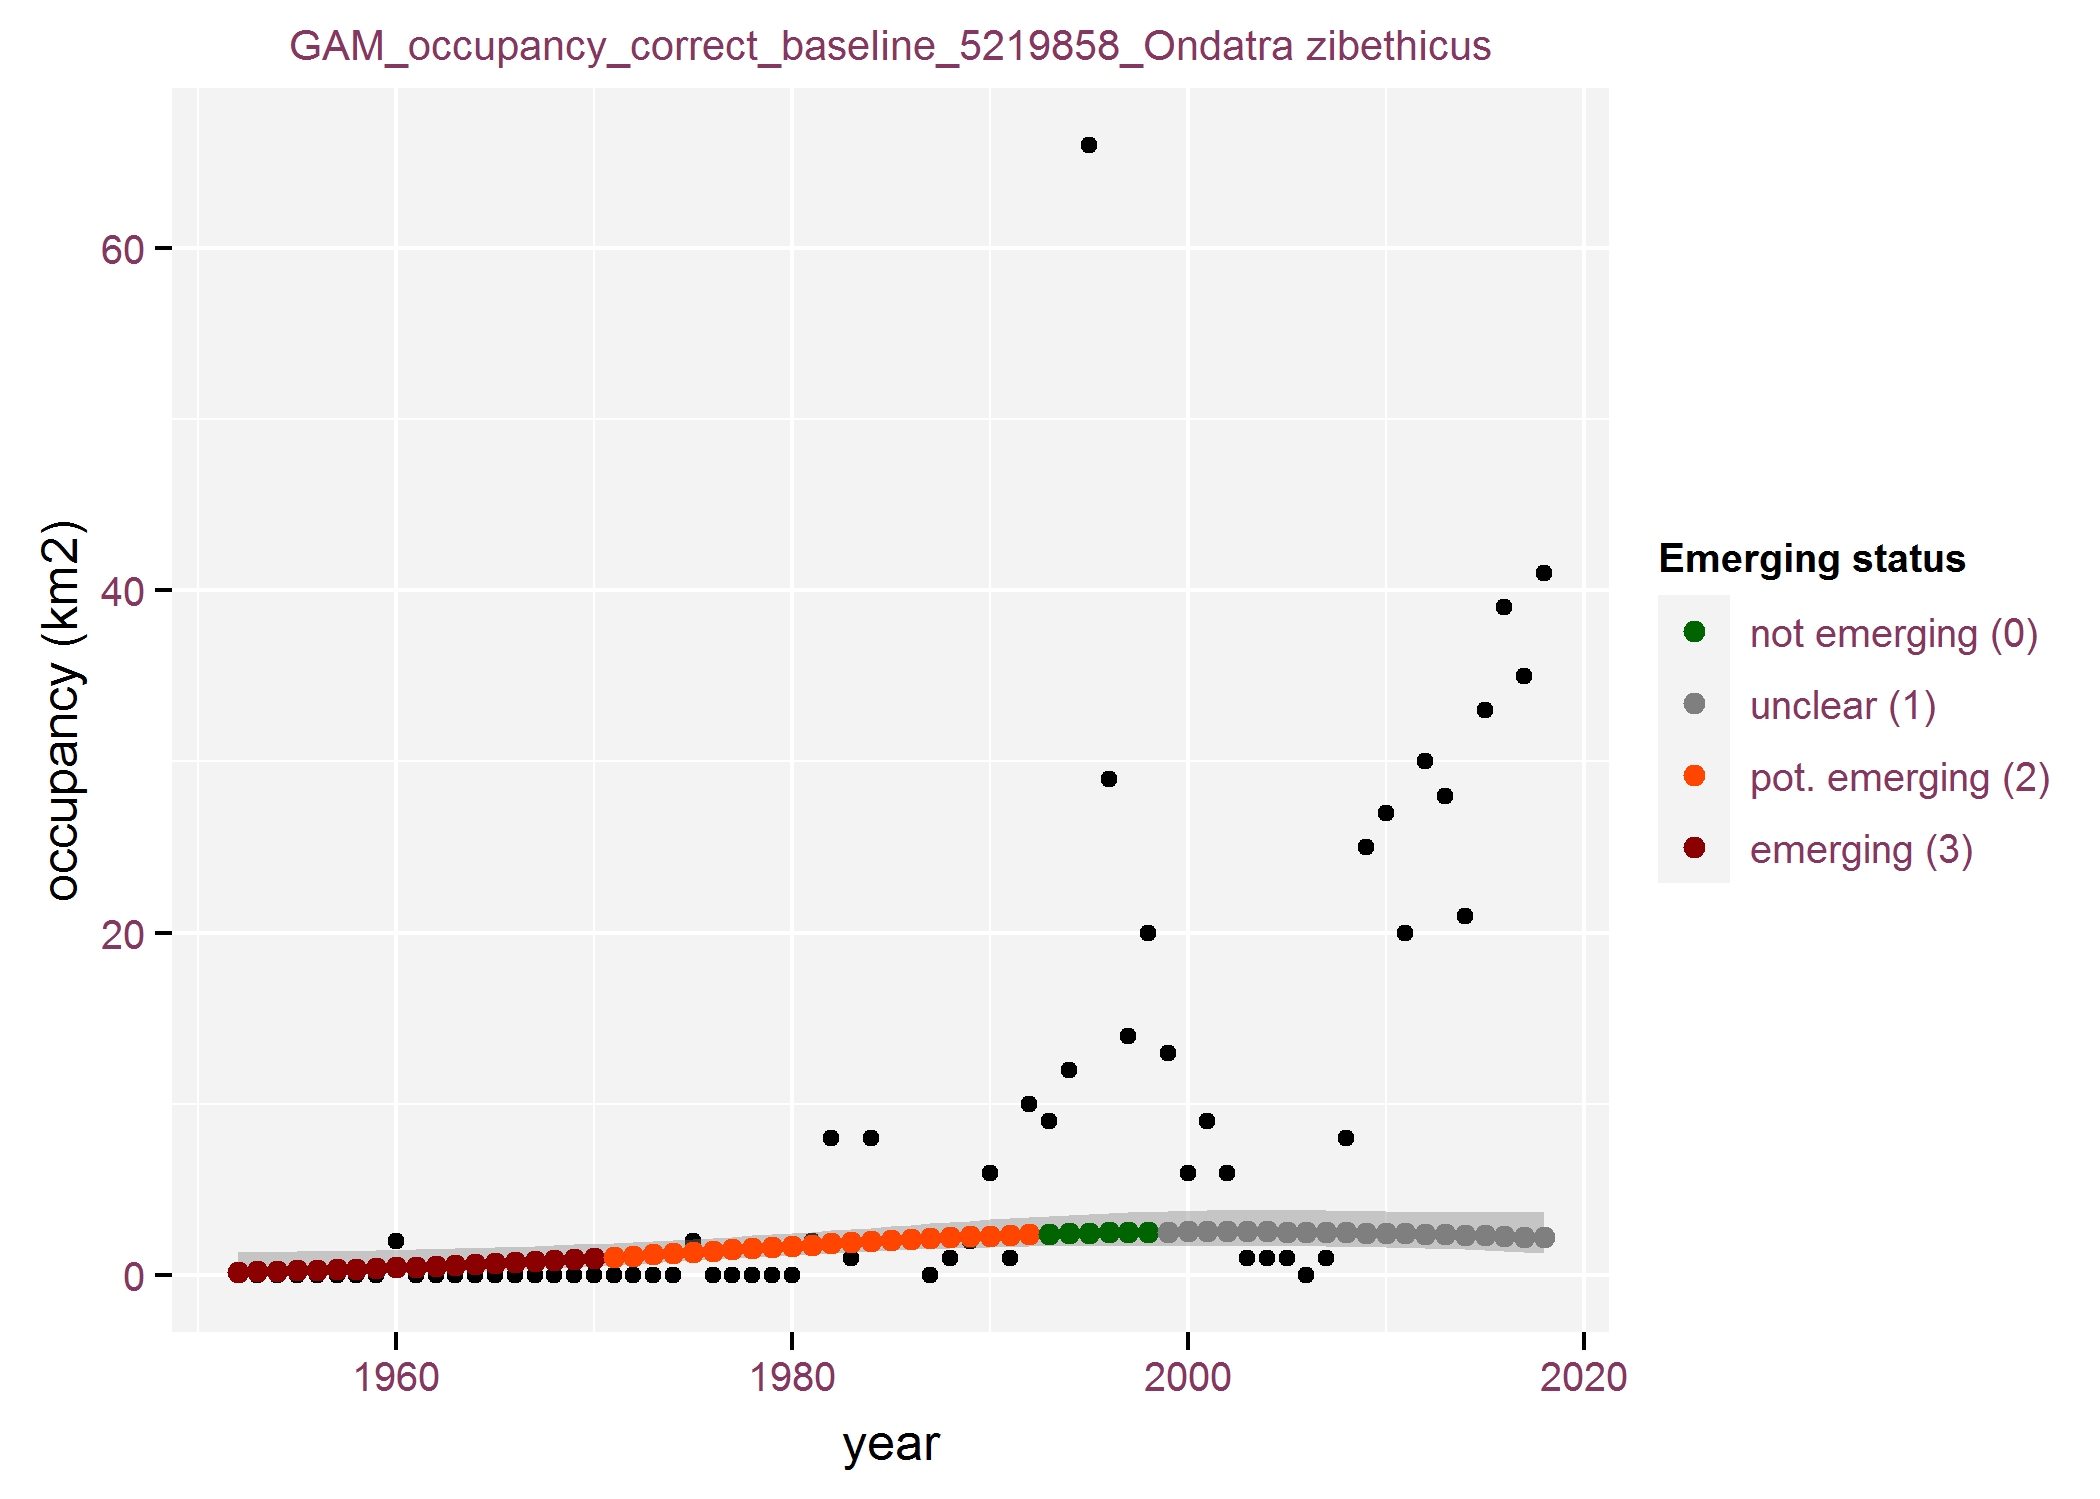 GAM_occupancy_correct_baseline_5219858_Ondatra zibethicus
occupancy (km2)
60
40
20
0
1960 1980 2000 2020
year
Emerging status
not emerging (0)
unclear (1)
pot. emerging (2)
emerging (3)